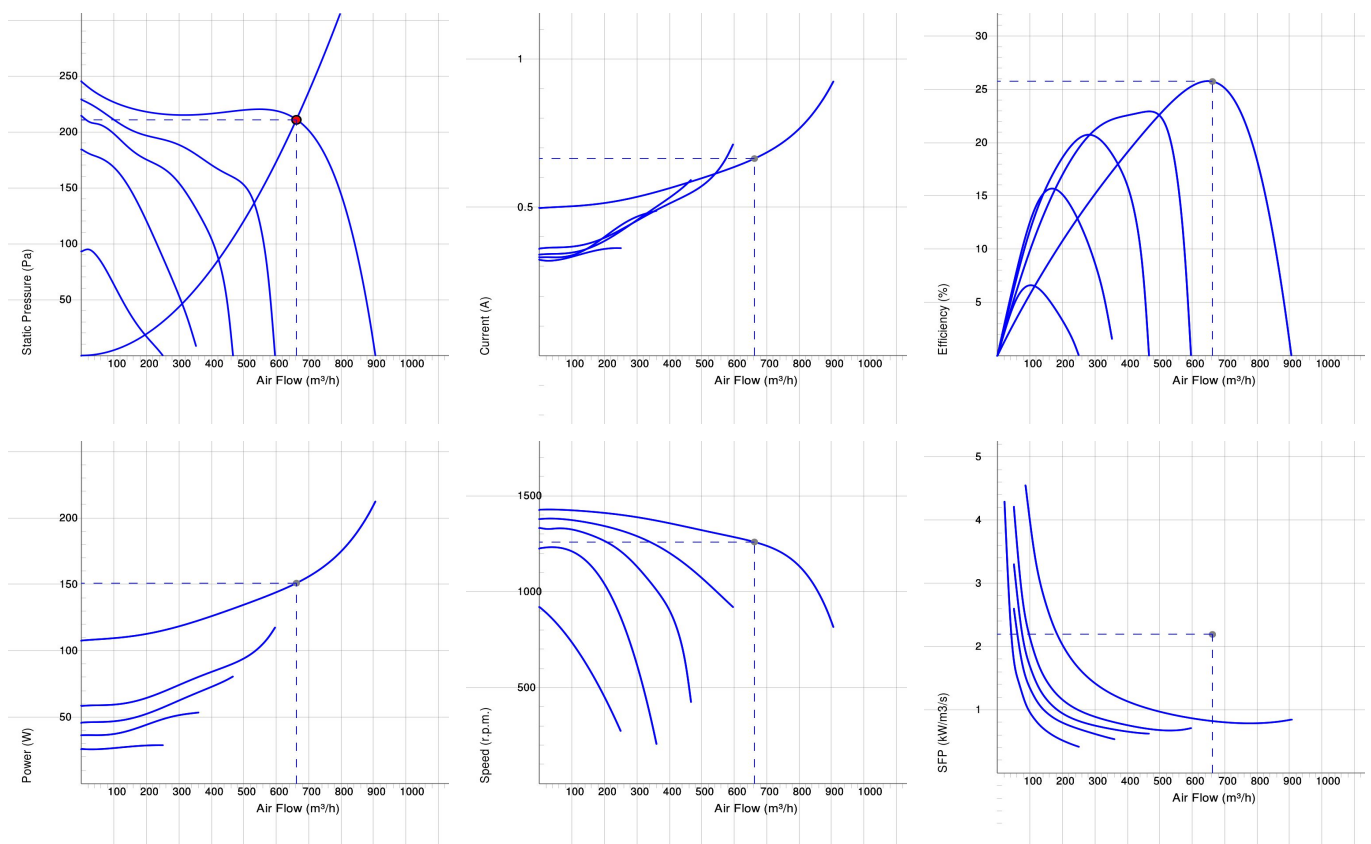 250
200
150
100
50
Static Pressure (Pa)
100 200 300 400 500 600 700 800 900 1000
Air Flow (m³/h)
1
0.5
Current (A)
100 200 300 400 500 600 700 800 900 1000
Air Flow (m³/h)
30
25
20
15
10
5
Efficiency (%)
100 200 300 400 500 600 700 800 900 1000
Air Flow (m³/h)
200
150
100
50
Power (W)
100 200 300 400 500 600 700 800 900 1000
Air Flow (m³/h)
1500
1000
500
Speed (r.p.m.)
100 200 300 400 500 600 700 800 900 1000
Air Flow (m³/h)
5
4
3
2
1
SFP (kW/m3/s)
100 200 300 400 500 600 700 800 900 1000
Air Flow (m³/h)